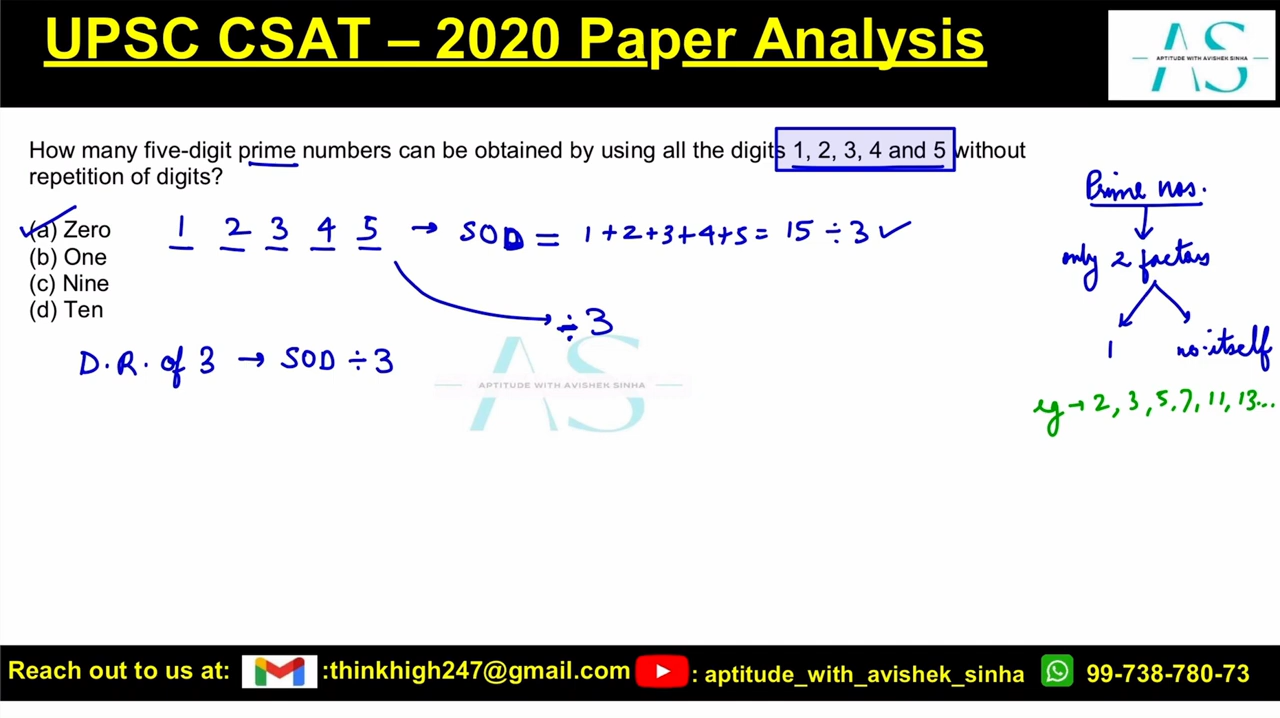 UPSC CSAT – 2020 Paper Analysis
AS
APTITUDE WITH AVISHEK SINHA
How many five-digit prime numbers can be obtained by using all the digits 1, 2, 3, 4 and 5 without
repetition of digits?
(a) Zero
(b) One
(c) Nine
(d) Ten
1 2 3 4 5 → SOD = 1+2+3+4+5 = 15 ÷ 3 ✓
÷3
D.R. of 3 → SOD ÷ 3
APTITUDE WITH AVISHEK SINHA
Prime nos.
only 2 factors
1 no. itself
eg → 2, 3, 5, 7, 11, 13...
Reach out to us at: :thinkhigh247@gmail.com : aptitude_with_avishek_sinha 99-738-780-73